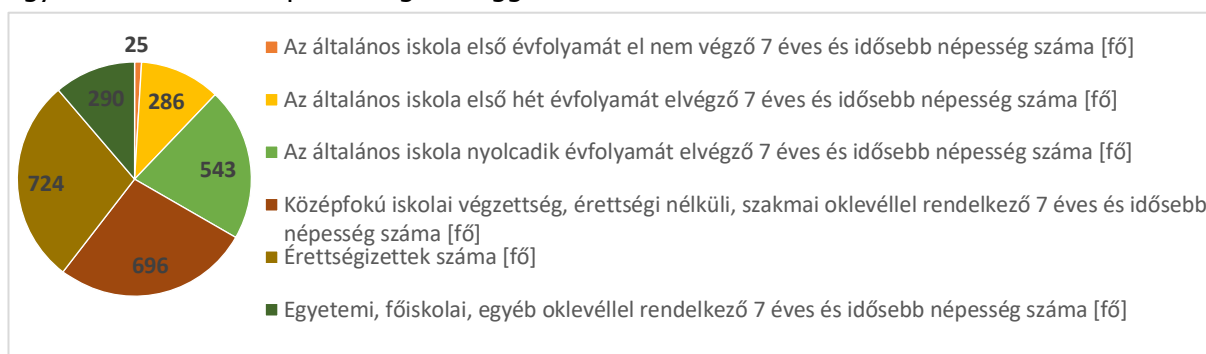 25
290
286
543
724
696
Az általános iskola első évfolyamát el nem végző 7 éves és idősebb népesség száma [fő]
Az általános iskola első hét évfolyamát elvégző 7 éves és idősebb népesség száma [fő]
Az általános iskola nyolcadik évfolyamát elvégző 7 éves és idősebb népesség száma [fő]
Középfokú iskolai végzettség, érettségi nélküli, szakmai oklevéllel rendelkező 7 éves és idősebb
népesség száma [fő]
Érettségizettek száma [fő]
Egyetemi, főiskolai, egyéb oklevéllel rendelkező 7 éves és idősebb népesség száma [fő]